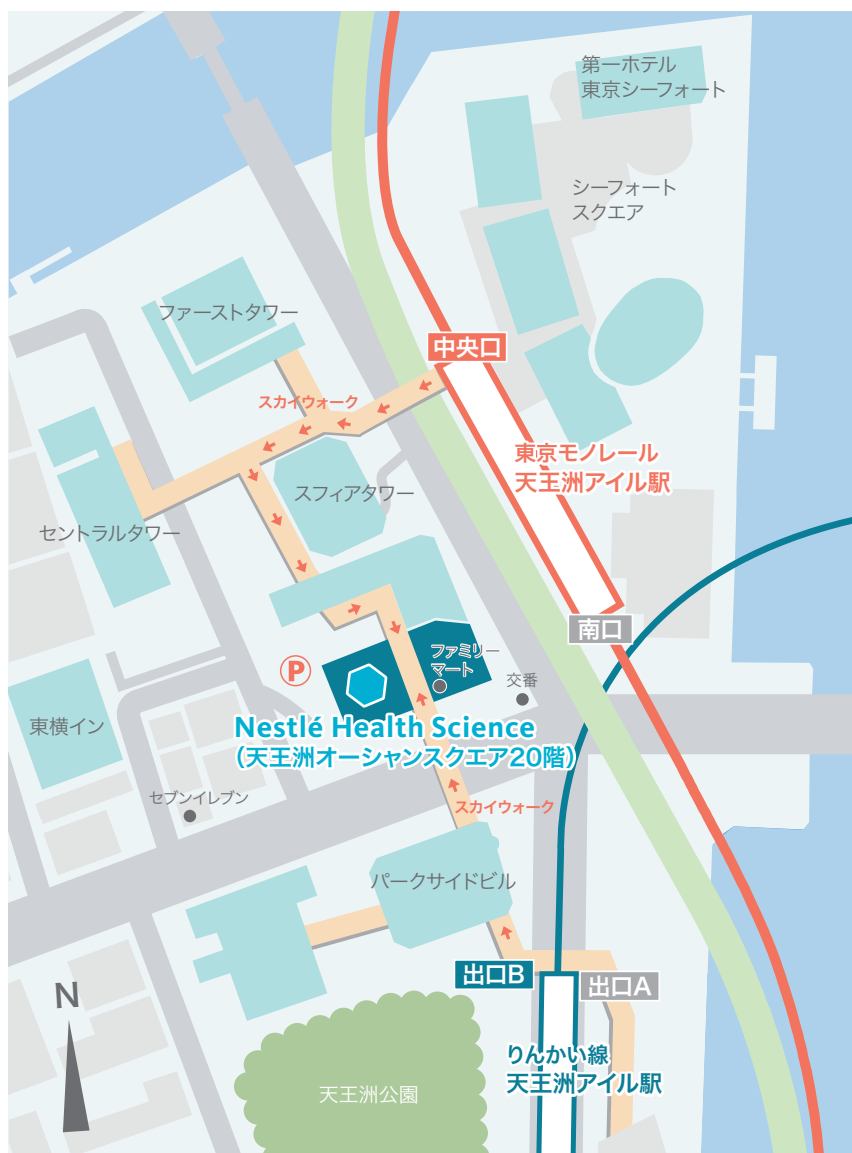 第一ホテル
東京シーフォート
シーフォート
スクエア
ファーストタワー
中央口
スカイウォーク
東京モノレール
天王洲アイル駅
スフィアタワー
セントラルタワー
南口
ファミリー
マート
P
交番
東横イン
Nestlé Health Science
（天王洲オーシャンスクエア20階）
セブンイレブン
スカイウォーク
パークサイドビル
出口B
出口A
N
りんかい線
天王洲アイル駅
天王洲公園